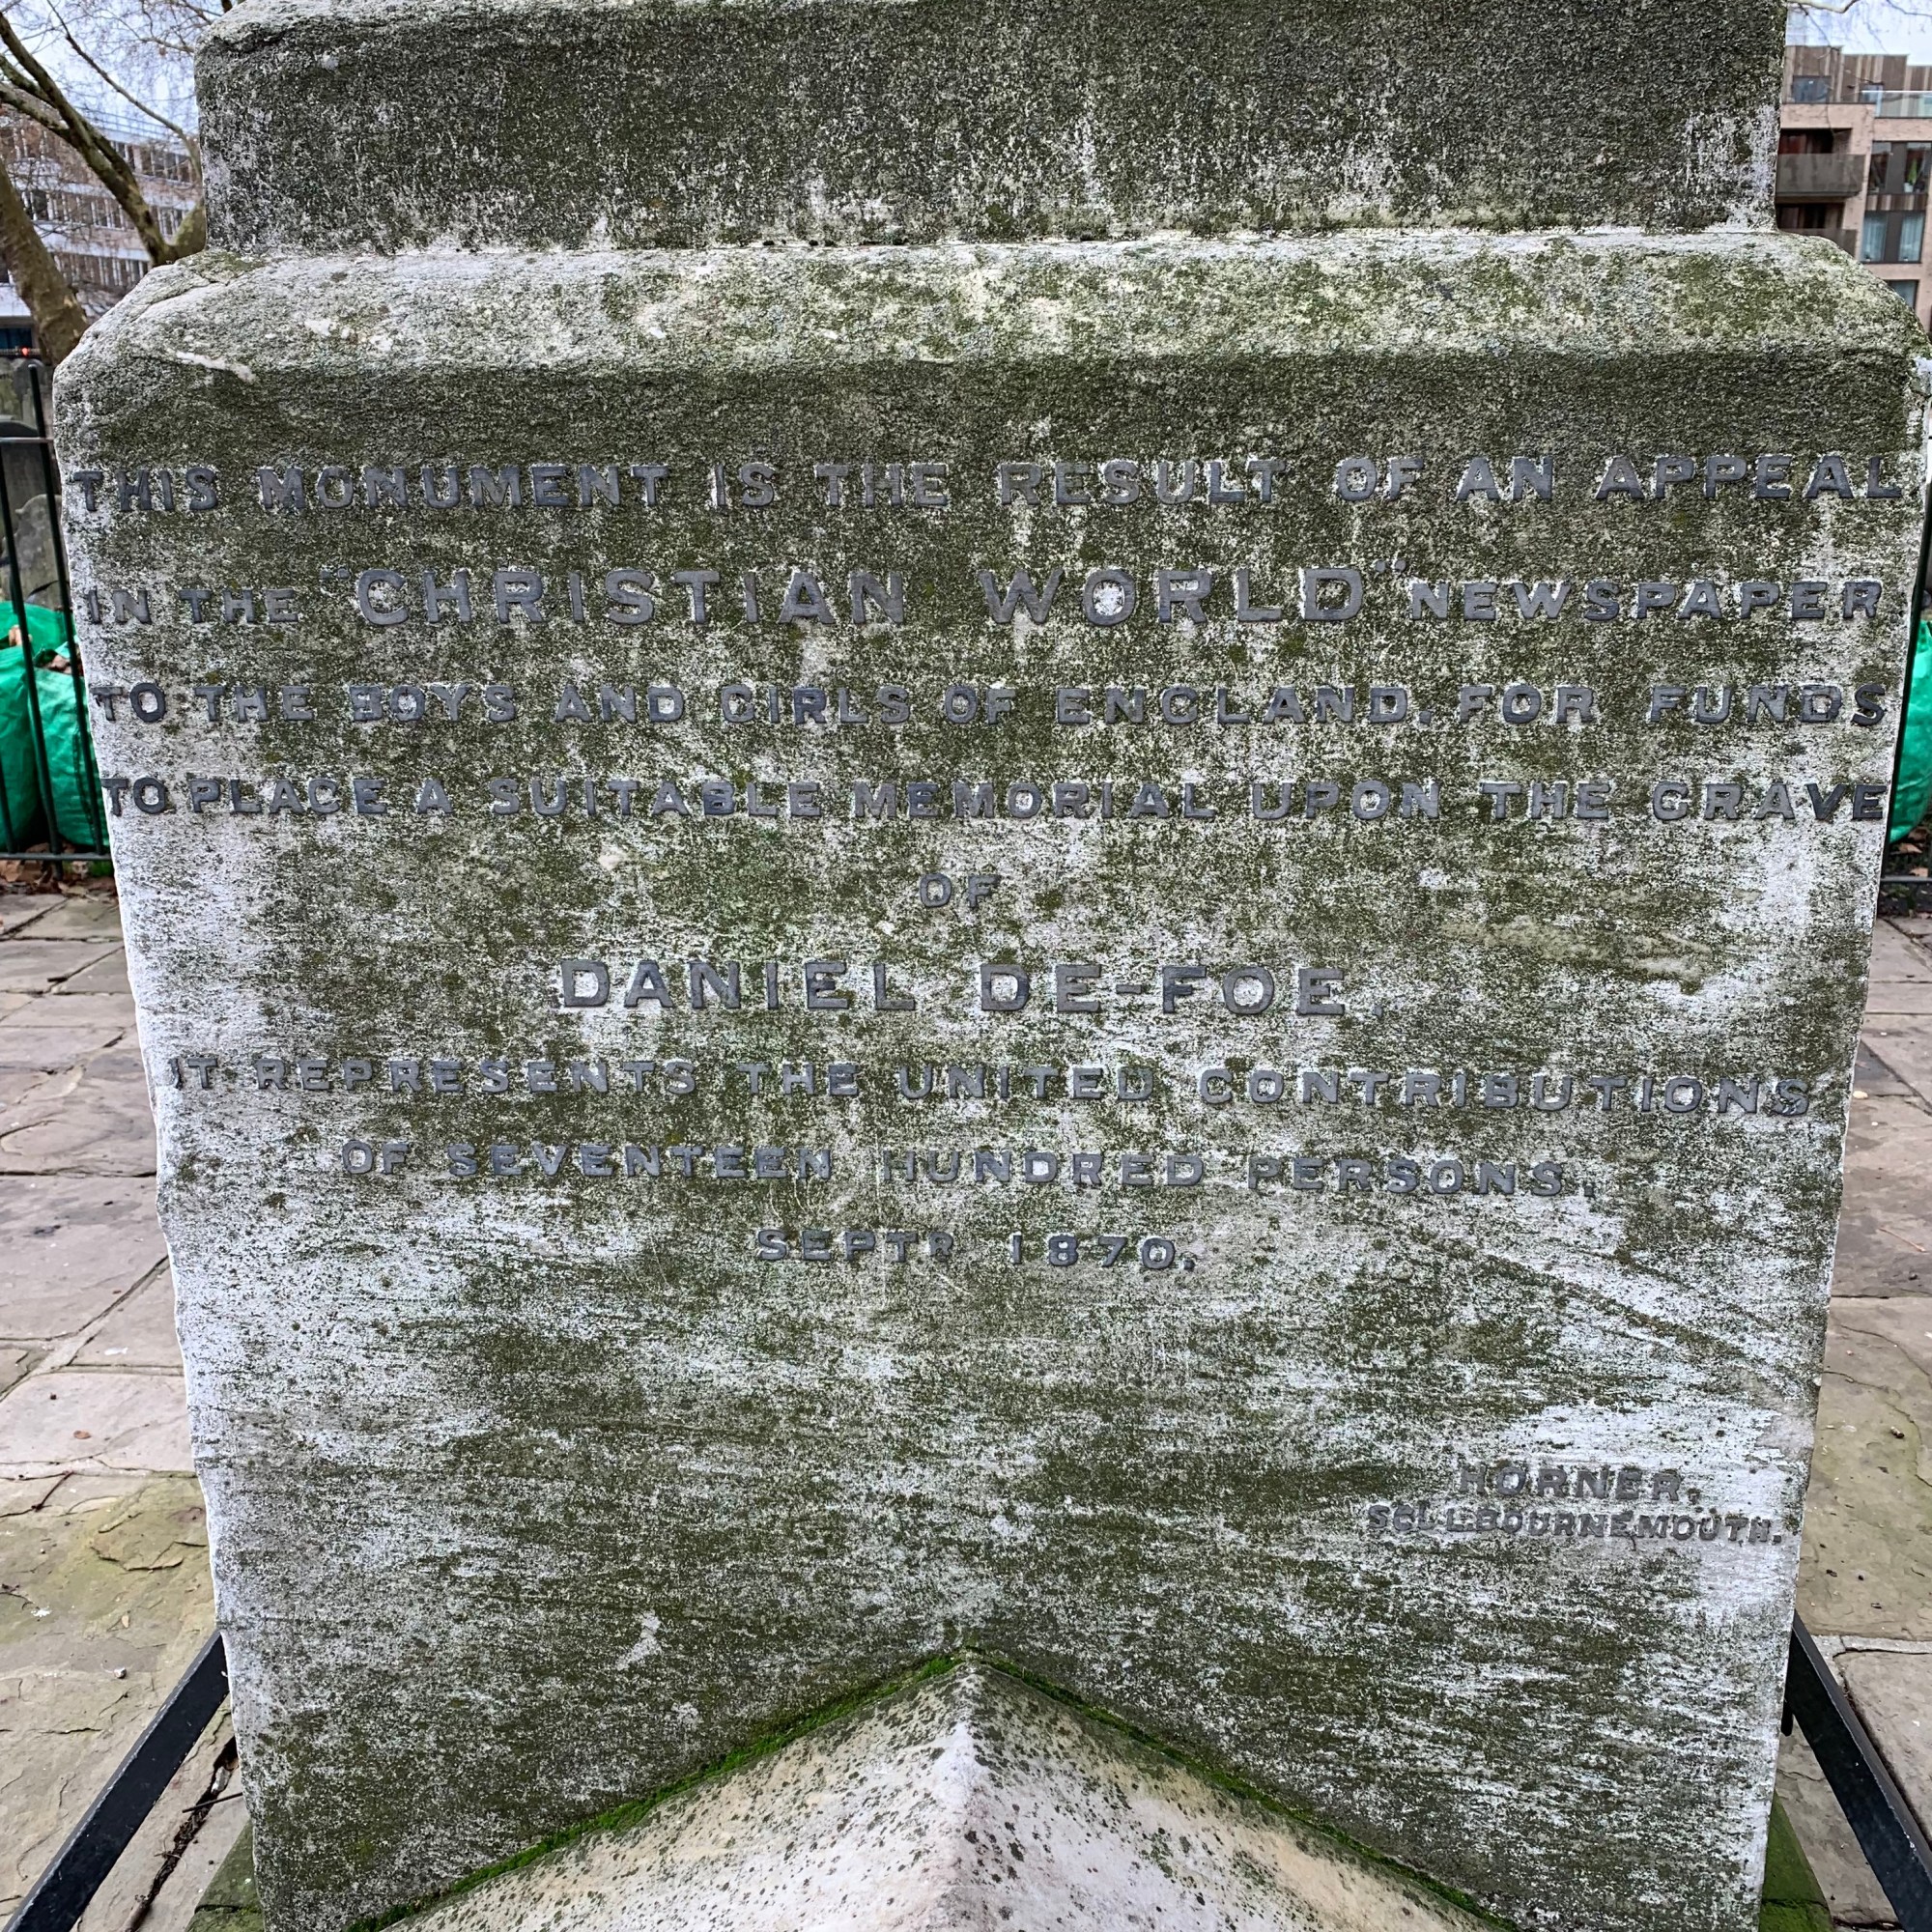 THIS MONUMENT IS THE RESULT OF AN APPEAL
IN THE "CHRISTIAN WORLD" NEWSPAPER
TO THE BOYS AND GIRLS OF ENGLAND, FOR FUNDS
TO PLACE A SUITABLE MEMORIAL UPON THE GRAVE
OF
DANIEL DE-FOE.
IT REPRESENTS THE UNITED CONTRIBUTIONS
OF SEVENTEEN HUNDRED PERSONS.
SEPTR 1870.
HORNER,
SC. BOURNEMOUTH.